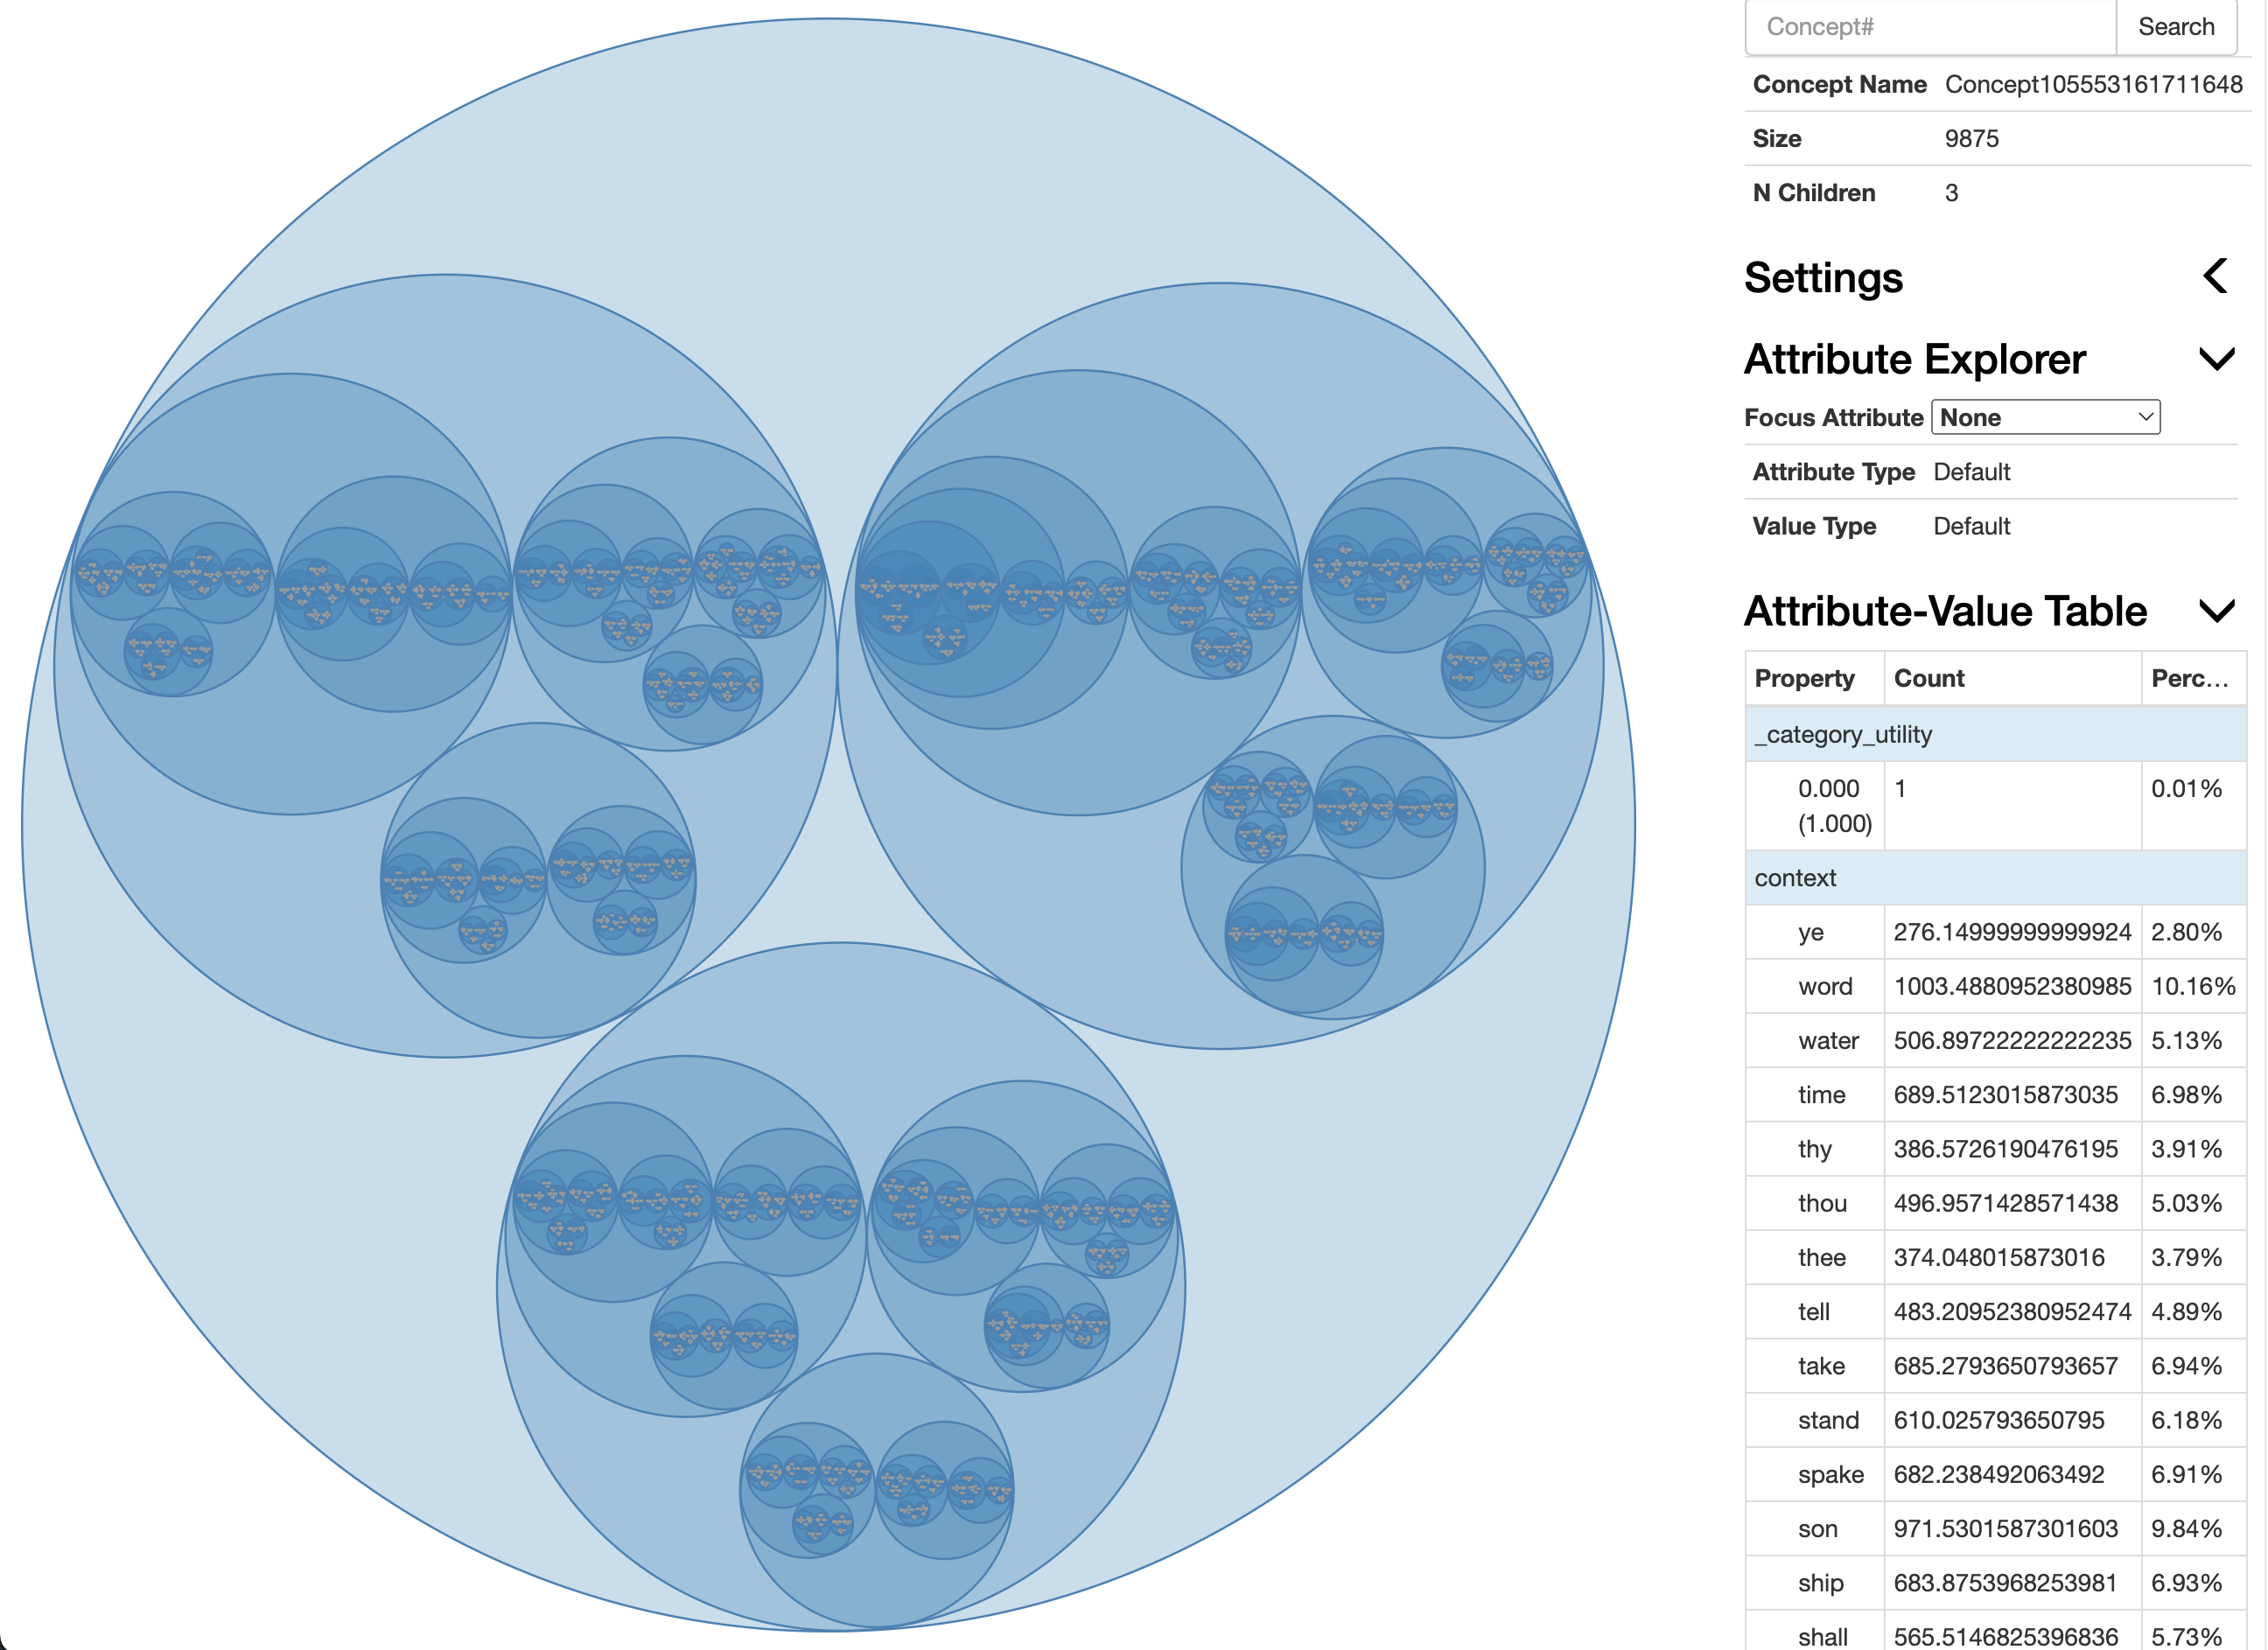 Concept# Search
Concept Name Concept105553161711648
Size 9875
N Children 3
Settings
Attribute Explorer
Focus Attribute None
Attribute Type Default
Value Type Default
Attribute-Value Table
Property Count Perc...
_category_utility
0.000 1 0.01%
(1.000)
context
ye 276.14999999999924 2.80%
word 1003.4880952380985 10.16%
water 506.89722222222235 5.13%
time 689.5123015873035 6.98%
thy 386.5726190476195 3.91%
thou 496.9571428571438 5.03%
thee 374.048015873016 3.79%
tell 483.20952380952474 4.89%
take 685.2793650793657 6.94%
stand 610.025793650795 6.18%
spake 682.238492063492 6.91%
son 971.5301587301603 9.84%
ship 683.8753968253981 6.93%
shall 565.5146825396836 5.73%